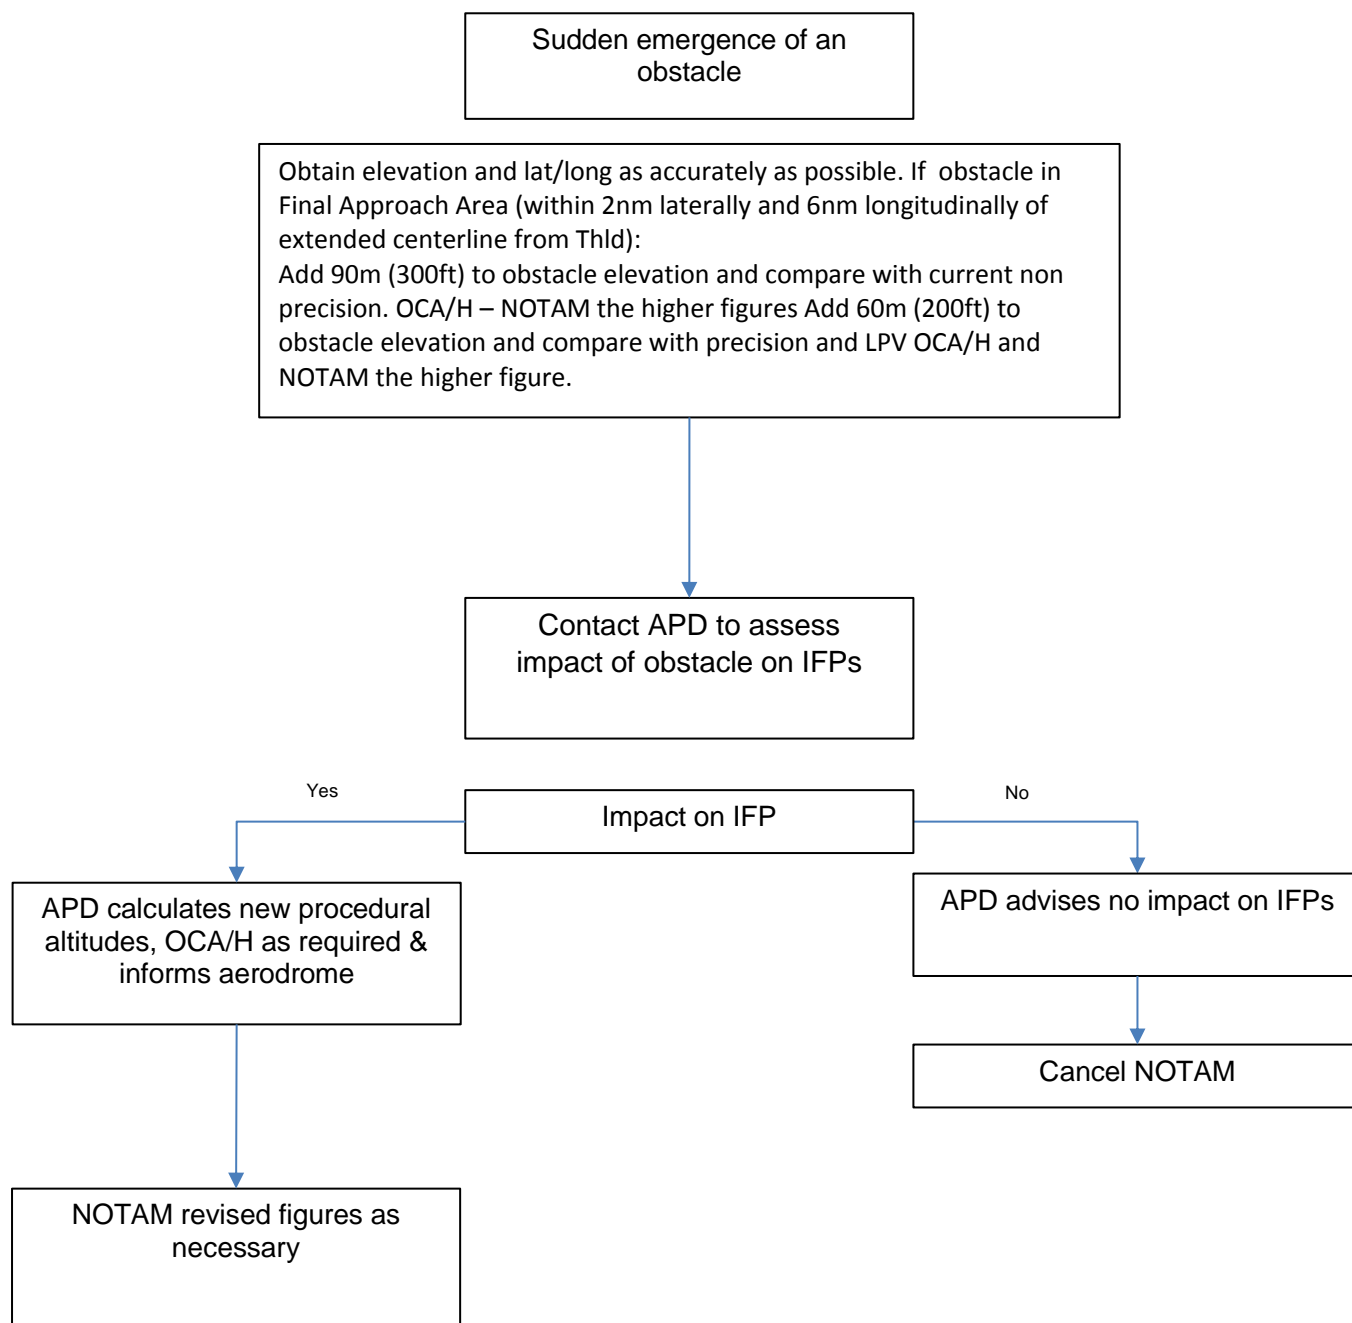 Sudden emergence of an
obstacle
Obtain elevation and lat/long as accurately as possible. If  obstacle in
Final Approach Area (within 2nm laterally and 6nm longitudinally of
extended centerline from Thld):
Add 90m (300ft) to obstacle elevation and compare with current non
precision. OCA/H – NOTAM the higher figures Add 60m (200ft) to
obstacle elevation and compare with precision and LPV OCA/H and
NOTAM the higher figure.
Contact APD to assess
impact of obstacle on IFPs
Yes
Impact on IFP
No
APD calculates new procedural
altitudes, OCA/H as required &
informs aerodrome
APD advises no impact on IFPs
Cancel NOTAM
NOTAM revised figures as
necessary